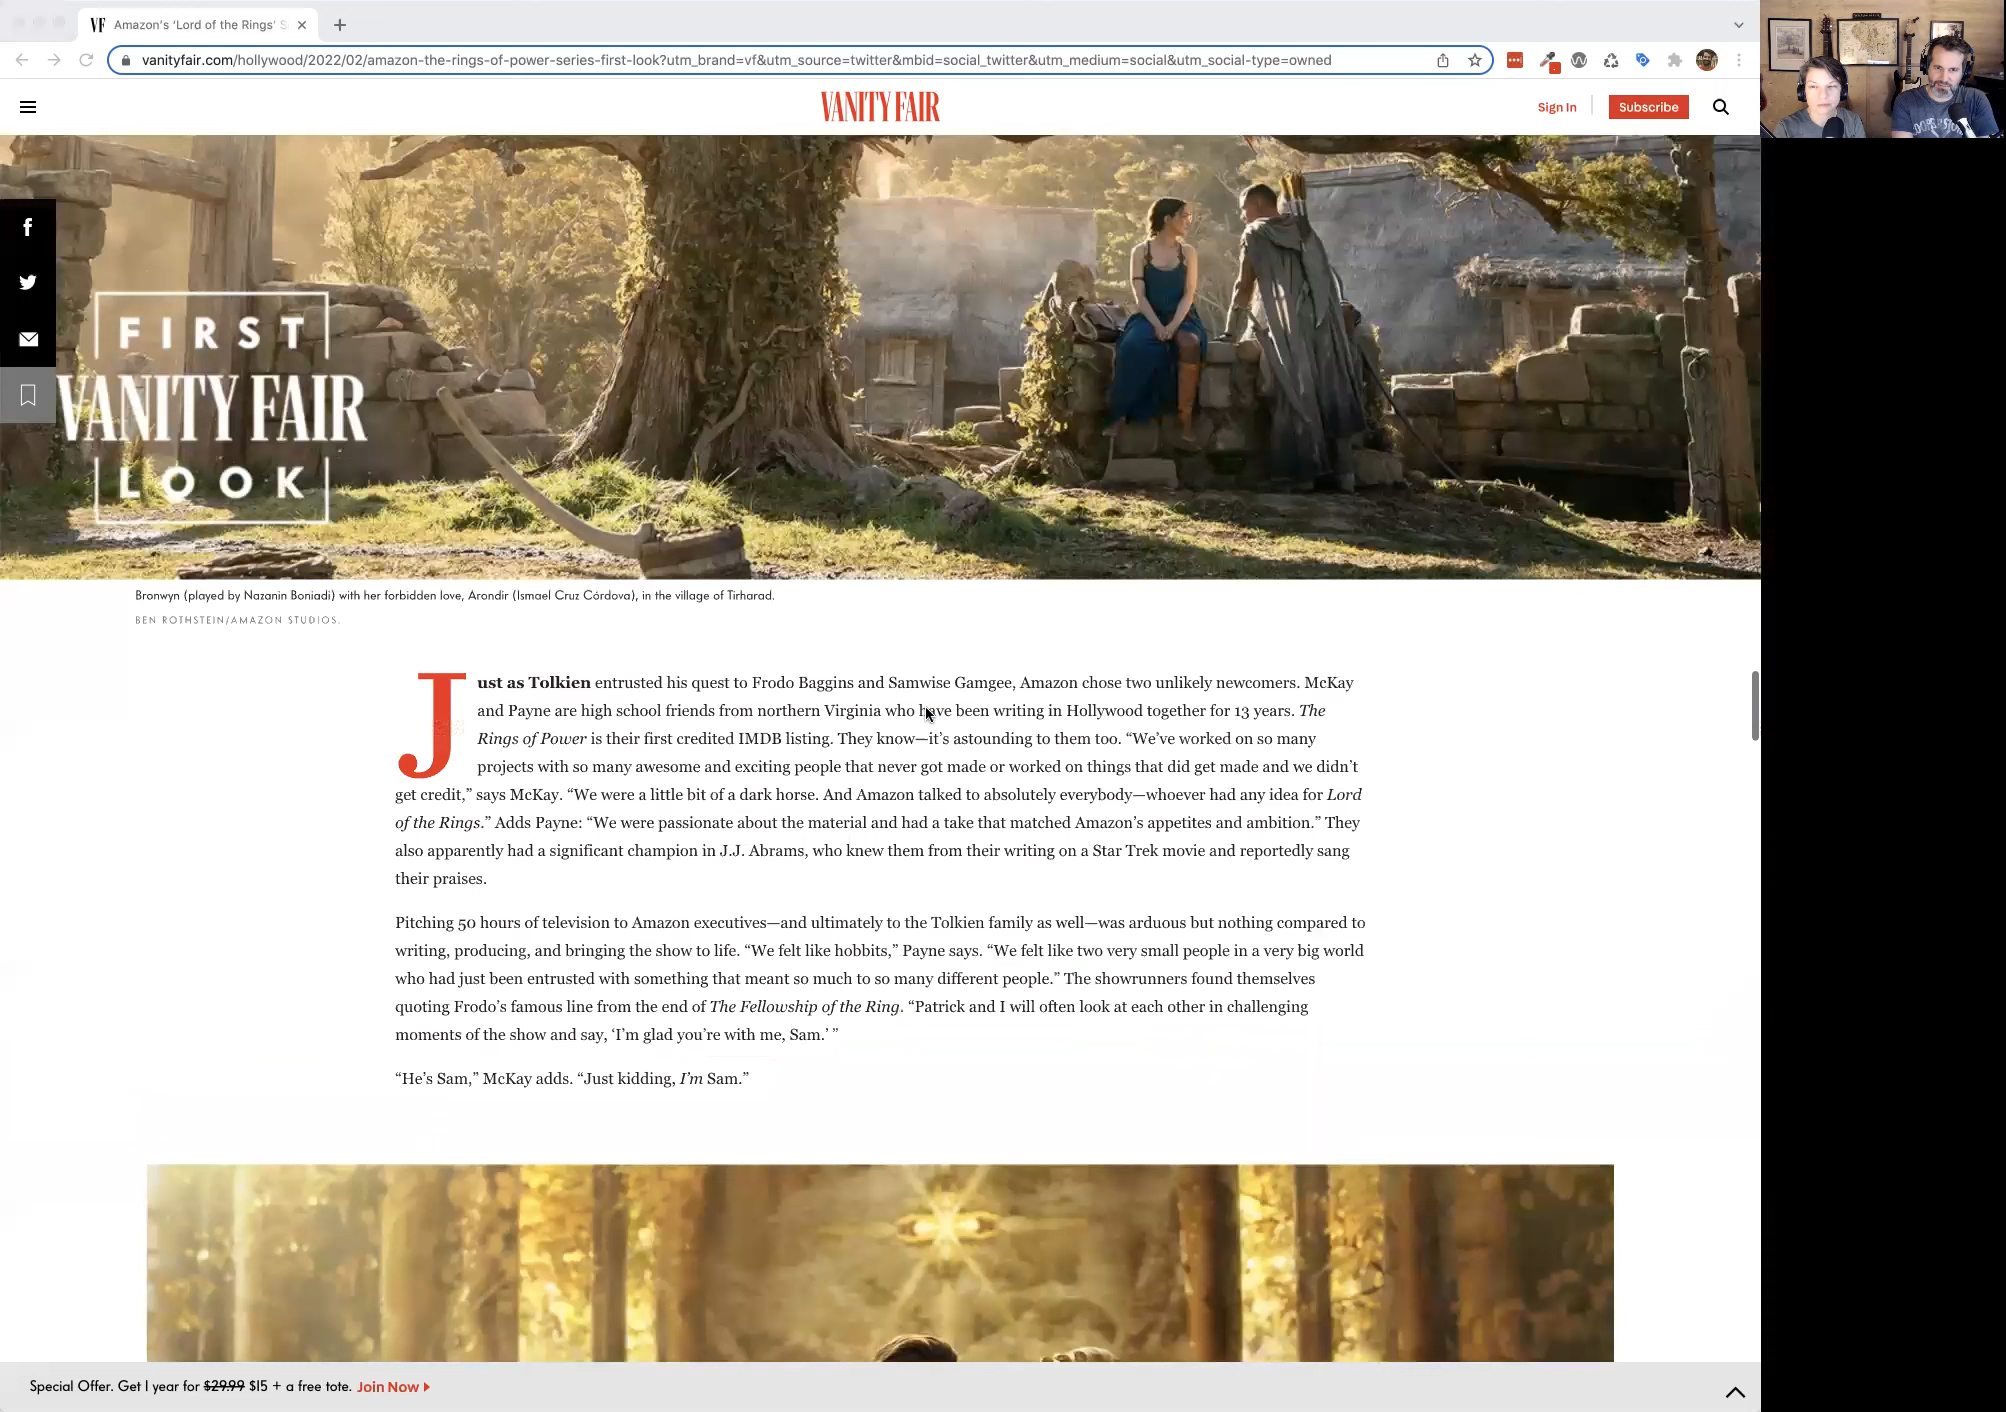 VF Amazon's 'Lord of the Rings'
vanityfair.com/hollywood/2022/02/amazon-the-rings-of-power-series-first-look?utm_brand=vf&utm_source=twitter&mbid=social_twitter&utm_medium=social&utm_social-type=owned
VANITY FAIR
Sign In
Subscribe
FIRST
VANITY FAIR
LOOK
Bronwyn (played by Nazanin Boniadi) with her forbidden love, Arondir (Ismael Cruz Córdova), in the village of Tirharad.
BEN ROTHSTEIN/AMAZON STUDIOS.
Just as Tolkien entrusted his quest to Frodo Baggins and Samwise Gamgee, Amazon chose two unlikely newcomers. McKay
and Payne are high school friends from northern Virginia who have been writing in Hollywood together for 13 years. The
Rings of Power is their first credited IMDB listing. They know—it's astounding to them too. “We've worked on so many
projects with so many awesome and exciting people that never got made or worked on things that did get made and we didn't
get credit,” says McKay. “We were a little bit of a dark horse. And Amazon talked to absolutely everybody—whoever had any idea for Lord
of the Rings.” Adds Payne: “We were passionate about the material and had a take that matched Amazon's appetites and ambition.” They
also apparently had a significant champion in J.J. Abrams, who knew them from their writing on a Star Trek movie and reportedly sang
their praises.
Pitching 50 hours of television to Amazon executives—and ultimately to the Tolkien family as well—was arduous but nothing compared to
writing, producing, and bringing the show to life. “We felt like hobbits,” Payne says. “We felt like two very small people in a very big world
who had just been entrusted with something that meant so much to so many different people.” The showrunners found themselves
quoting Frodo's famous line from the end of The Fellowship of the Ring. “Patrick and I will often look at each other in challenging
moments of the show and say, ‘I'm glad you're with me, Sam.’ ”
“He's Sam,” McKay adds. “Just kidding, I'm Sam.”
Special Offer. Get 1 year for $29.99 $15 + a free tote. Join Now